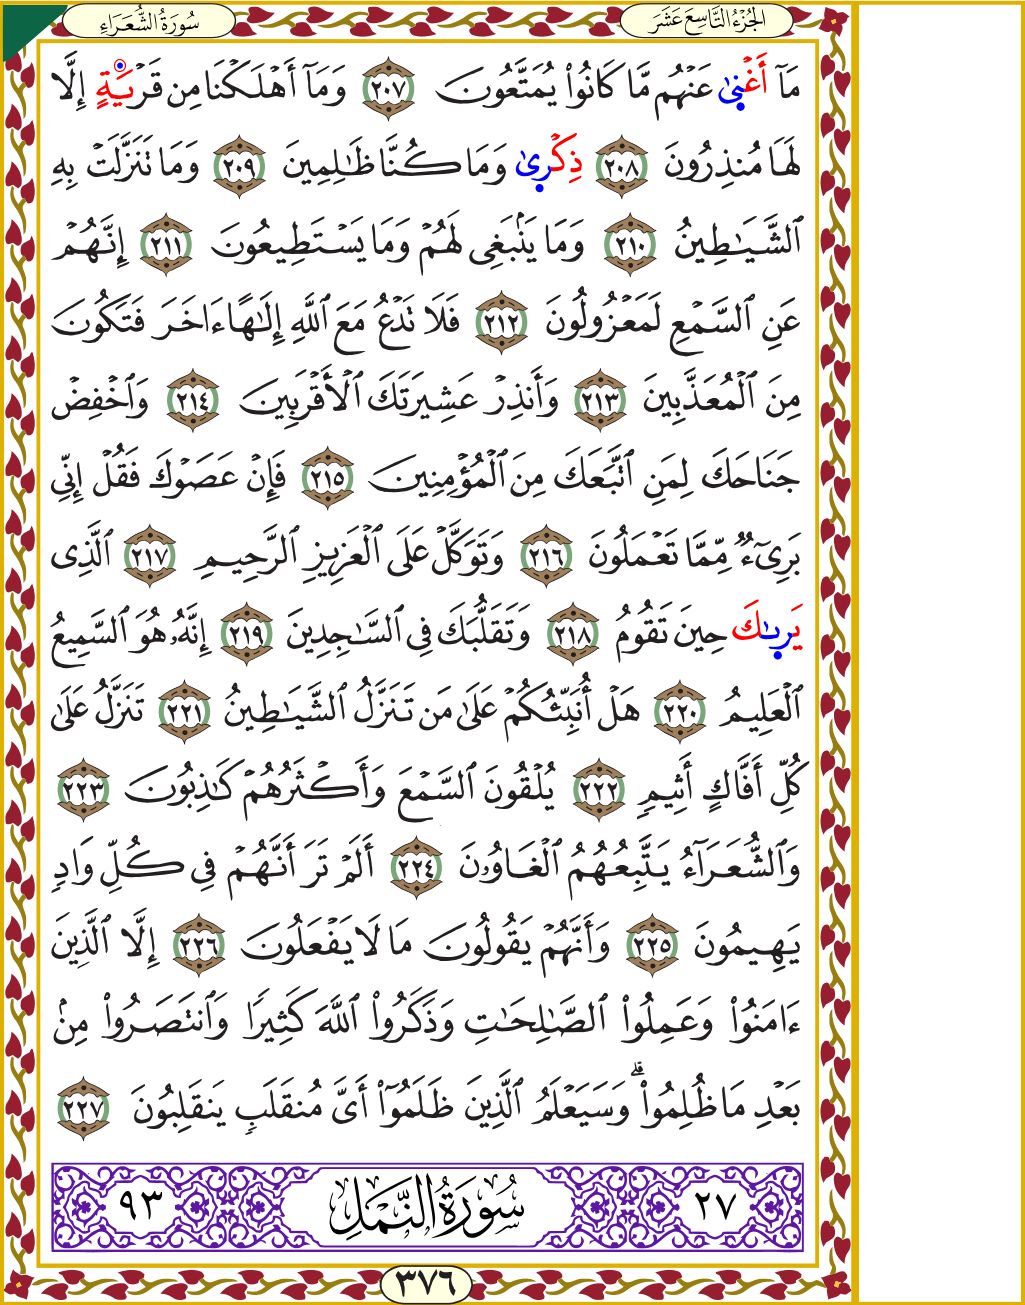 الجُزْءُ التَّاسِعَ عَشَرَ
سُورَةُ الشُّعَرَاءِ
مَآ أَغْنِىٰ عَنْهُم مَّا كَانُواْ يُمَتَّعُونَ ٢٠٧ وَمَآ أَهْلَكْنَا مِن قَرْيَةٍ إِلَّا
لَهَا مُنذِرُونَ ٢٠٨ ذِكْرِىٰ وَمَا كُنَّا ظَٰلِمِينَ ٢٠٩ وَمَا تَنَزَّلَتْ بِهِ
ٱلشَّيَٰطِينُ ٢١٠ وَمَا يَنۢبَغِى لَهُمْ وَمَا يَسْتَطِيعُونَ ٢١١ إِنَّهُمْ
عَنِ ٱلسَّمْعِ لَمَعْزُولُونَ ٢١٢ فَلَا تَدْعُ مَعَ ٱللَّهِ إِلَٰهًا ءَاخَرَ فَتَكُونَ
مِنَ ٱلْمُعَذَّبِينَ ٢١٣ وَأَنذِرْ عَشِيرَتَكَ ٱلْأَقْرَبِينَ ٢١٤ وَٱخْفِضْ
جَنَاحَكَ لِمَنِ ٱتَّبَعَكَ مِنَ ٱلْمُؤْمِنِينَ ٢١٥ فَإِنْ عَصَوْكَ فَقُلْ إِنِّى
بَرِىٓءٌ مِّمَّا تَعْمَلُونَ ٢١٦ وَتَوَكَّلْ عَلَى ٱلْعَزِيزِ ٱلرَّحِيمِ ٢١٧ ٱلَّذِى
يَرِىٰكَ حِينَ تَقُومُ ٢١٨ وَتَقَلُّبَكَ فِى ٱلسَّٰجِدِينَ ٢١٩ إِنَّهُۥ هُوَ ٱلسَّمِيعُ
ٱلْعَلِيمُ ٢٢٠ هَلْ أُنَبِّئُكُمْ عَلَىٰ مَن تَنَزَّلُ ٱلشَّيَٰطِينُ ٢٢١ تَنَزَّلُ عَلَىٰ
كُلِّ أَفَّاكٍ أَثِيمٍ ٢٢٢ يُلْقُونَ ٱلسَّمْعَ وَأَكْثَرُهُمْ كَٰذِبُونَ ٢٢٣
وَٱلشُّعَرَآءُ يَتَّبِعُهُمُ ٱلْغَاوُۥنَ ٢٢٤ أَلَمْ تَرَ أَنَّهُمْ فِى كُلِّ وَادٍ
يَهِيمُونَ ٢٢٥ وَأَنَّهُمْ يَقُولُونَ مَا لَا يَفْعَلُونَ ٢٢٦ إِلَّا ٱلَّذِينَ
ءَامَنُواْ وَعَمِلُواْ ٱلصَّٰلِحَٰتِ وَذَكَرُواْ ٱللَّهَ كَثِيرًا وَٱنتَصَرُواْ مِنۢ
بَعْدِ مَا ظُلِمُواْۗ وَسَيَعْلَمُ ٱلَّذِينَ ظَلَمُوٓاْ أَىَّ مُنقَلَبٍ يَنقَلِبُونَ ٢٢٧
٢٧ سُورَةُ النَّمْلِ ٩٣
٣٧٦